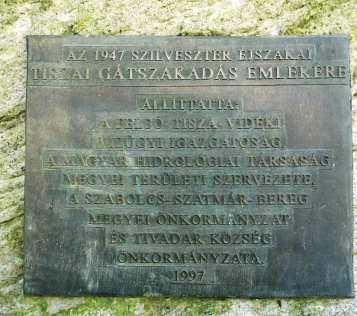 AZ 1947 SZILVESZTER ÉJSZAKAI
TISZAI GÁTSZAKADÁS EMLÉKÉRE
ÁLLÍTTATTA:
A FELSŐ-TISZA-VIDÉKI
VÍZÜGYI IGAZGATÓSÁG,
A MAGYAR HIDROLÓGIAI TÁRSASÁG
MEGYEI TERÜLETI SZERVEZETE,
A SZABOLCS-SZATMÁR-BEREG
MEGYEI ÖNKORMÁNYZAT
ÉS TIVADAR KÖZSÉG
ÖNKORMÁNYZATA.
1997